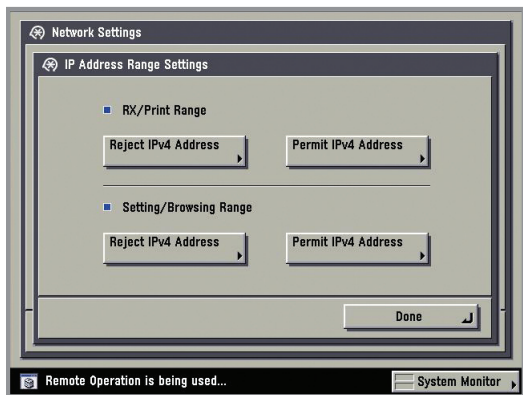 Network Settings
IP Address Range Settings
RX/Print Range
Reject IPv4 Address
Permit IPv4 Address
Setting/Browsing Range
Reject IPv4 Address
Permit IPv4 Address
Done
Remote Operation is being used...
System Monitor